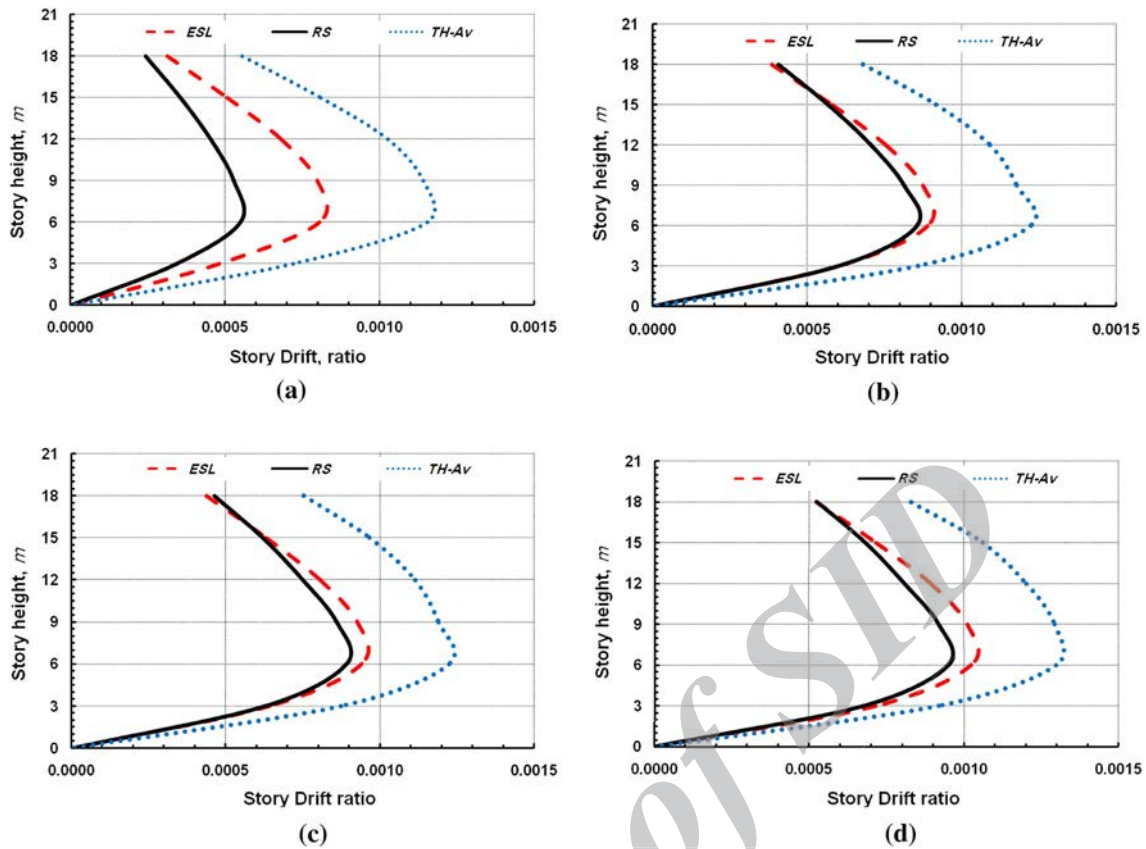 21
18
15
12
9
6
3
0
ESL RS TH-Av
Story height, m
0.0000 0.0005 0.0010 0.0015
Story Drift, ratio
(a)
21
18
15
12
9
6
3
0
ESL RS TH-Av
Story height, m
0.0000 0.0005 0.0010 0.0015
Story Drift ratio
(b)
21
18
15
12
9
6
3
0
ESL RS TH-Av
Story height, m
0.0000 0.0005 0.0010 0.0015
Story Drift ratio
(c)
21
18
15
12
9
6
3
0
ESL RS TH-Av
Story height, m
0.0000 0.0005 0.0010 0.0015
Story Drift ratio
(d)
of SID